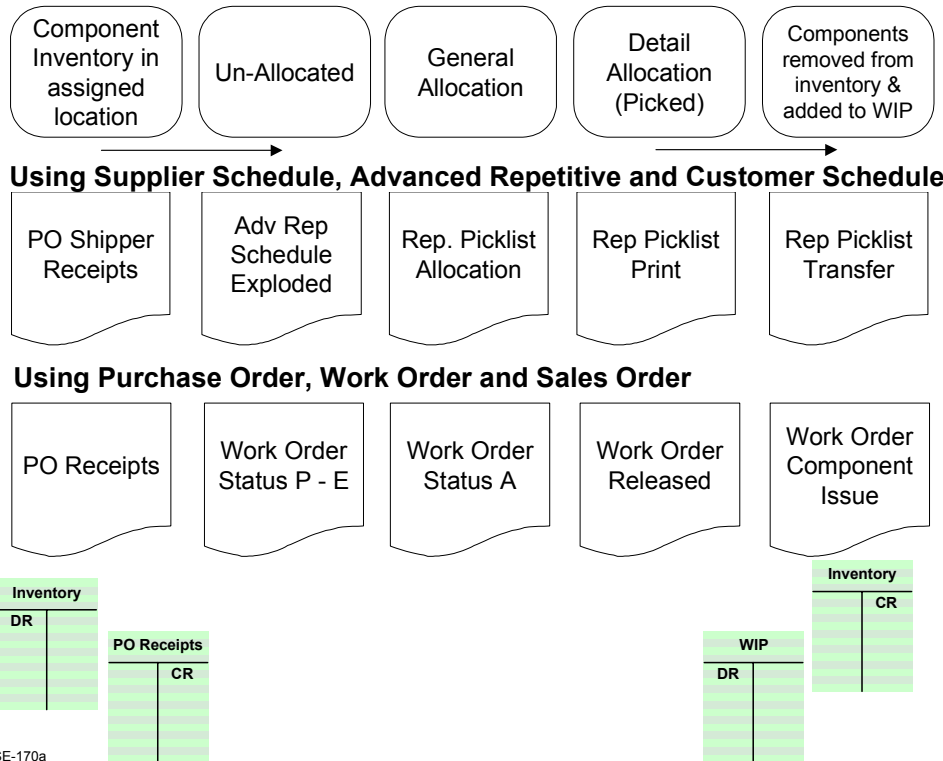 Component
Inventory in
assigned
location
Un-Allocated
General
Allocation
Detail
Allocation
(Picked)
Components
removed from
inventory &
added to WIP
Using Supplier Schedule, Advanced Repetitive and Customer Schedule
PO Shipper
Receipts
Adv Rep
Schedule
Exploded
Rep. Picklist
Allocation
Rep Picklist
Print
Rep Picklist
Transfer
Using Purchase Order, Work Order and Sales Order
PO Receipts
Work Order
Status P - E
Work Order
Status A
Work Order
Released
Work Order
Component
Issue
Inventory
DR
PO Receipts
CR
WIP
DR
Inventory
CR
SE-170a